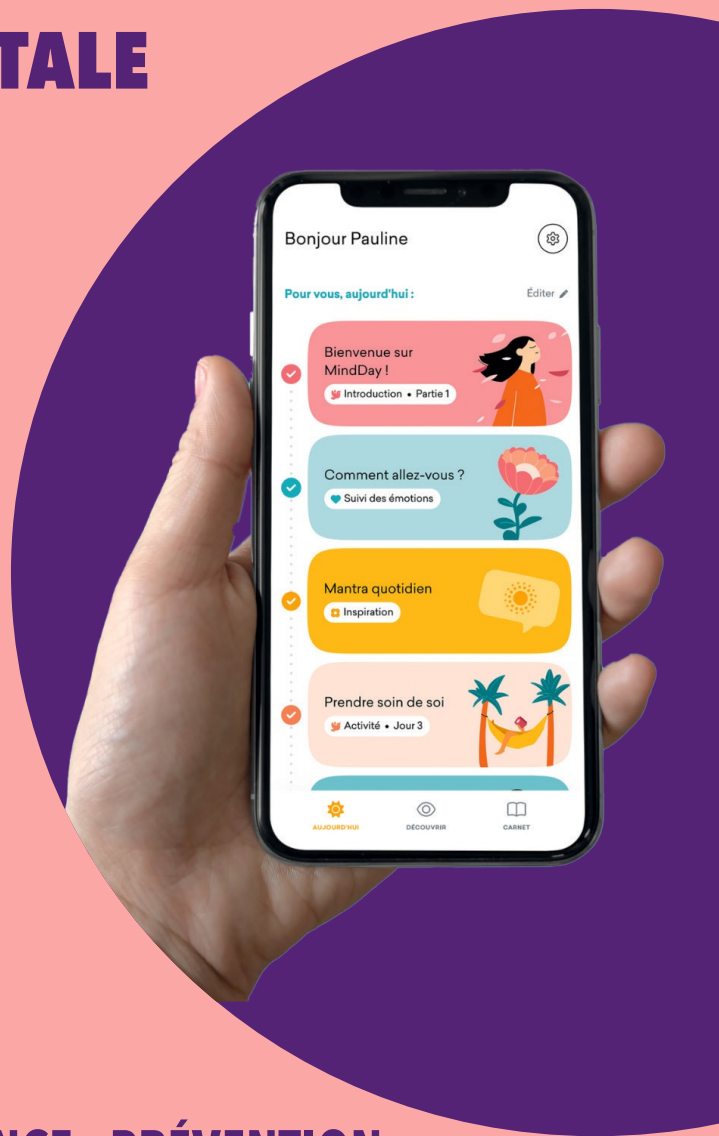 TALE
Bonjour Pauline
Pour vous, aujourd'hui :
Éditer
Bienvenue sur
MindDay !
Introduction • Partie 1
Comment allez-vous ?
Suivi des émotions
Mantra quotidien
Inspiration
Prendre soin de soi
Activité • Jour 3
AUJOURD'HUI
DÉCOUVRIR
CARNET
PRÉVENTION